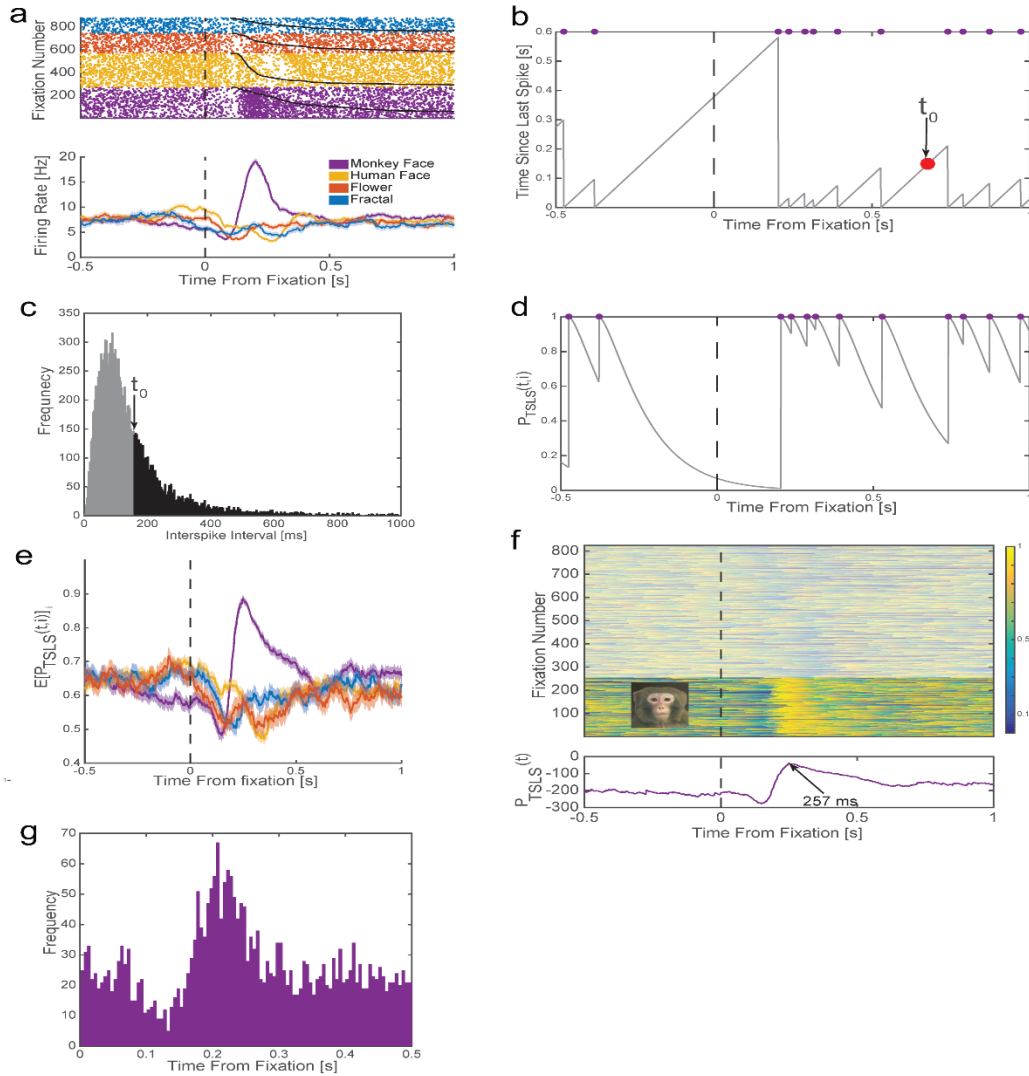 a
Fixation Number
800
600
400
200
Firing Rate [Hz]
20
15
10
5
0
Monkey Face
Human Face
Flower
Fractal
-0.5 0 0.5 1
Time From Fixation [s]
b
Time Since Last Spike [s]
0.6
0.5
0.4
0.3
0.2
0.1
0
t0
-0.5 0 0.5
Time From Fixation [s]
c
Frequnecy
350
300
250
200
150
100
50
0
t0
0 200 400 600 800 1000
Interspike Interval [ms]
d
PTSLS(t,i)
1
0.8
0.6
0.4
0.2
0
-0.5 0 0.5
Time From Fixation [s]
e
E[PTSLS(t,i)]i
0.9
0.8
0.7
0.6
0.5
0.4
-0.5 0 0.5 1
Time From fixation [s]
f
Fixation Number
800
700
600
500
400
300
200
100
1
0.5
0.1
PTSLS(t)
0
-100
-200
-300
257 ms
-0.5 0 0.5 1
Time From Fixation [s]
g
Frequency
70
60
50
40
30
20
10
0
0 0.1 0.2 0.3 0.4 0.5
Time From Fixation [s]